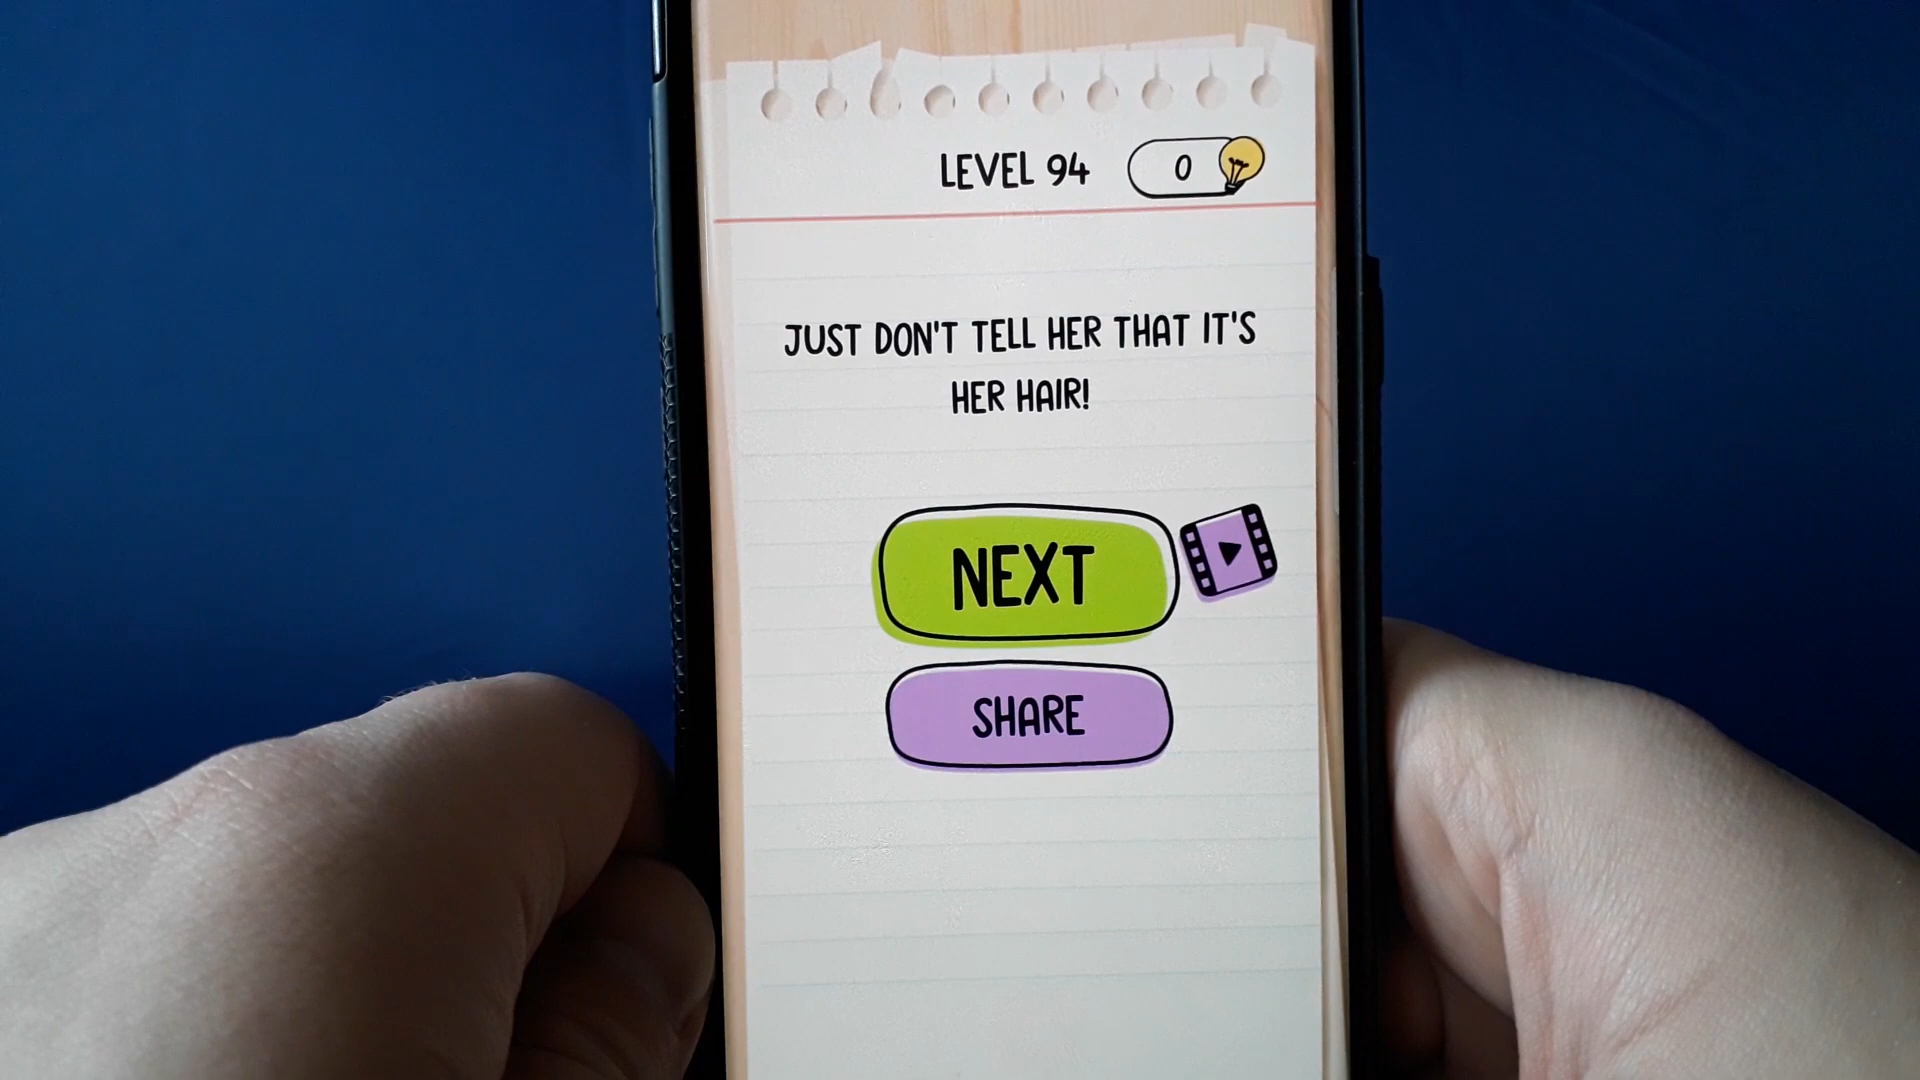 LEVEL 94 0
JUST DON'T TELL HER THAT IT'S
HER HAIR!
NEXT
SHARE